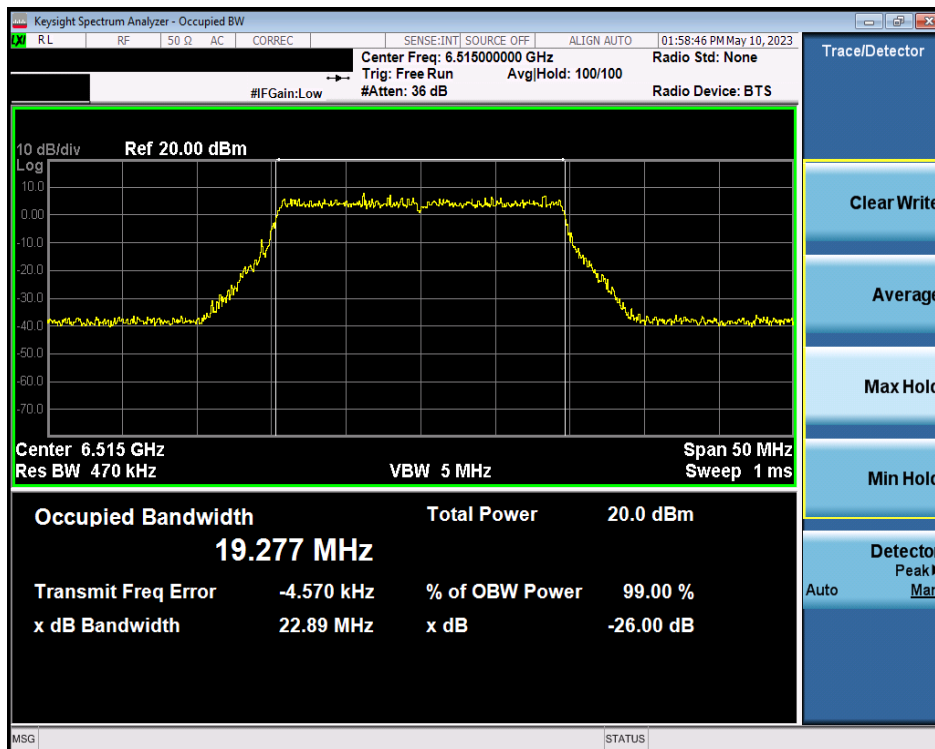 Keysight Spectrum Analyzer - Occupied BW
LXI RL RF 50 Ω AC CORREC SENSE:INT SOURCE OFF ALIGN AUTO 01:58:46 PM May 10, 2023
Center Freq: 6.515000000 GHz Radio Std: None
Trig: Free Run Avg|Hold: 100/100
#IFGain:Low #Atten: 36 dB Radio Device: BTS
Trace/Detector
10 dB/div Ref 20.00 dBm
Log
10.0
0.00
-10.0
-20.0
-30.0
-40.0
-50.0
-60.0
-70.0
Center 6.515 GHz Span 50 MHz
Res BW 470 kHz VBW 5 MHz Sweep 1 ms
Occupied Bandwidth Total Power 20.0 dBm
19.277 MHz
Transmit Freq Error -4.570 kHz % of OBW Power 99.00 %
x dB Bandwidth 22.89 MHz x dB -26.00 dB
Clear Write
Average
Max Hold
Min Hold
Detector
Peak
Auto Man
MSG STATUS